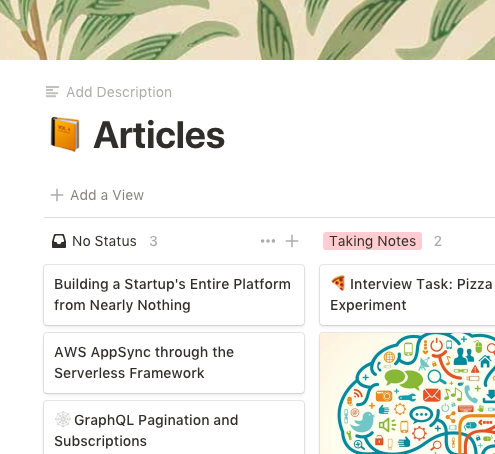 Add Description
Articles
Add a View
No Status 3
Building a Startup's Entire Platform
from Nearly Nothing
AWS AppSync through the
Serverless Framework
GraphQL Pagination and
Subscriptions
Taking Notes 2
Interview Task: Pizza
Experiment